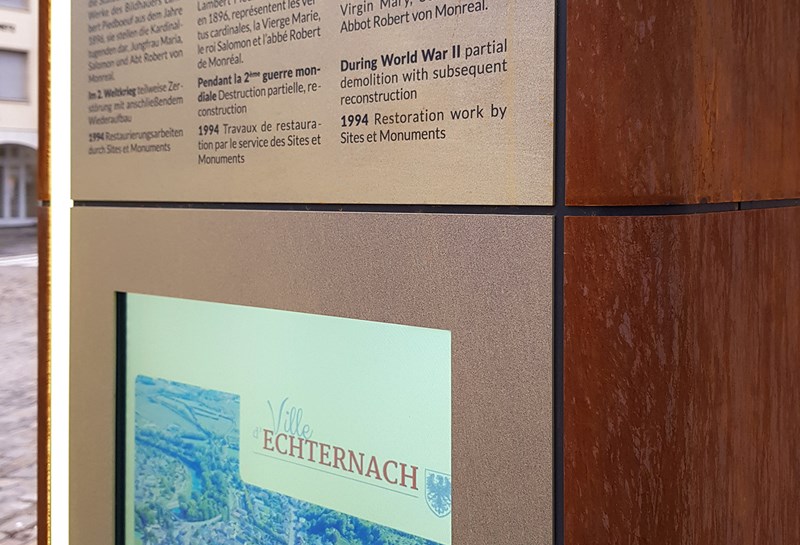 Werke des Bildhauers
bert Piedboeuf aus dem Jahre
1896, sie stellen die Kardinal-
tugenden dar, Jungfrau Maria,
Salomon und Abt Robert von
Monreal.
Im 2. Weltkrieg teilweise Zer-
störung mit anschließendem
Wiederaufbau
1994 Restaurierungsarbeiten
durch Sites et Monuments
Lambert
en 1896, représentent les ver-
tus cardinales, la Vierge Marie,
le roi Salomon et l'abbé Robert
de Monréal.
Pendant la 2ème guerre mon-
diale Destruction partielle, re-
construction
1994 Travaux de restaura-
tion par le service des Sites et
Monuments
Virgin Mary,
Abbot Robert von Monreal.
During World War II partial
demolition with subsequent
reconstruction
1994 Restoration work by
Sites et Monuments
Ville
d'ECHTERNACH